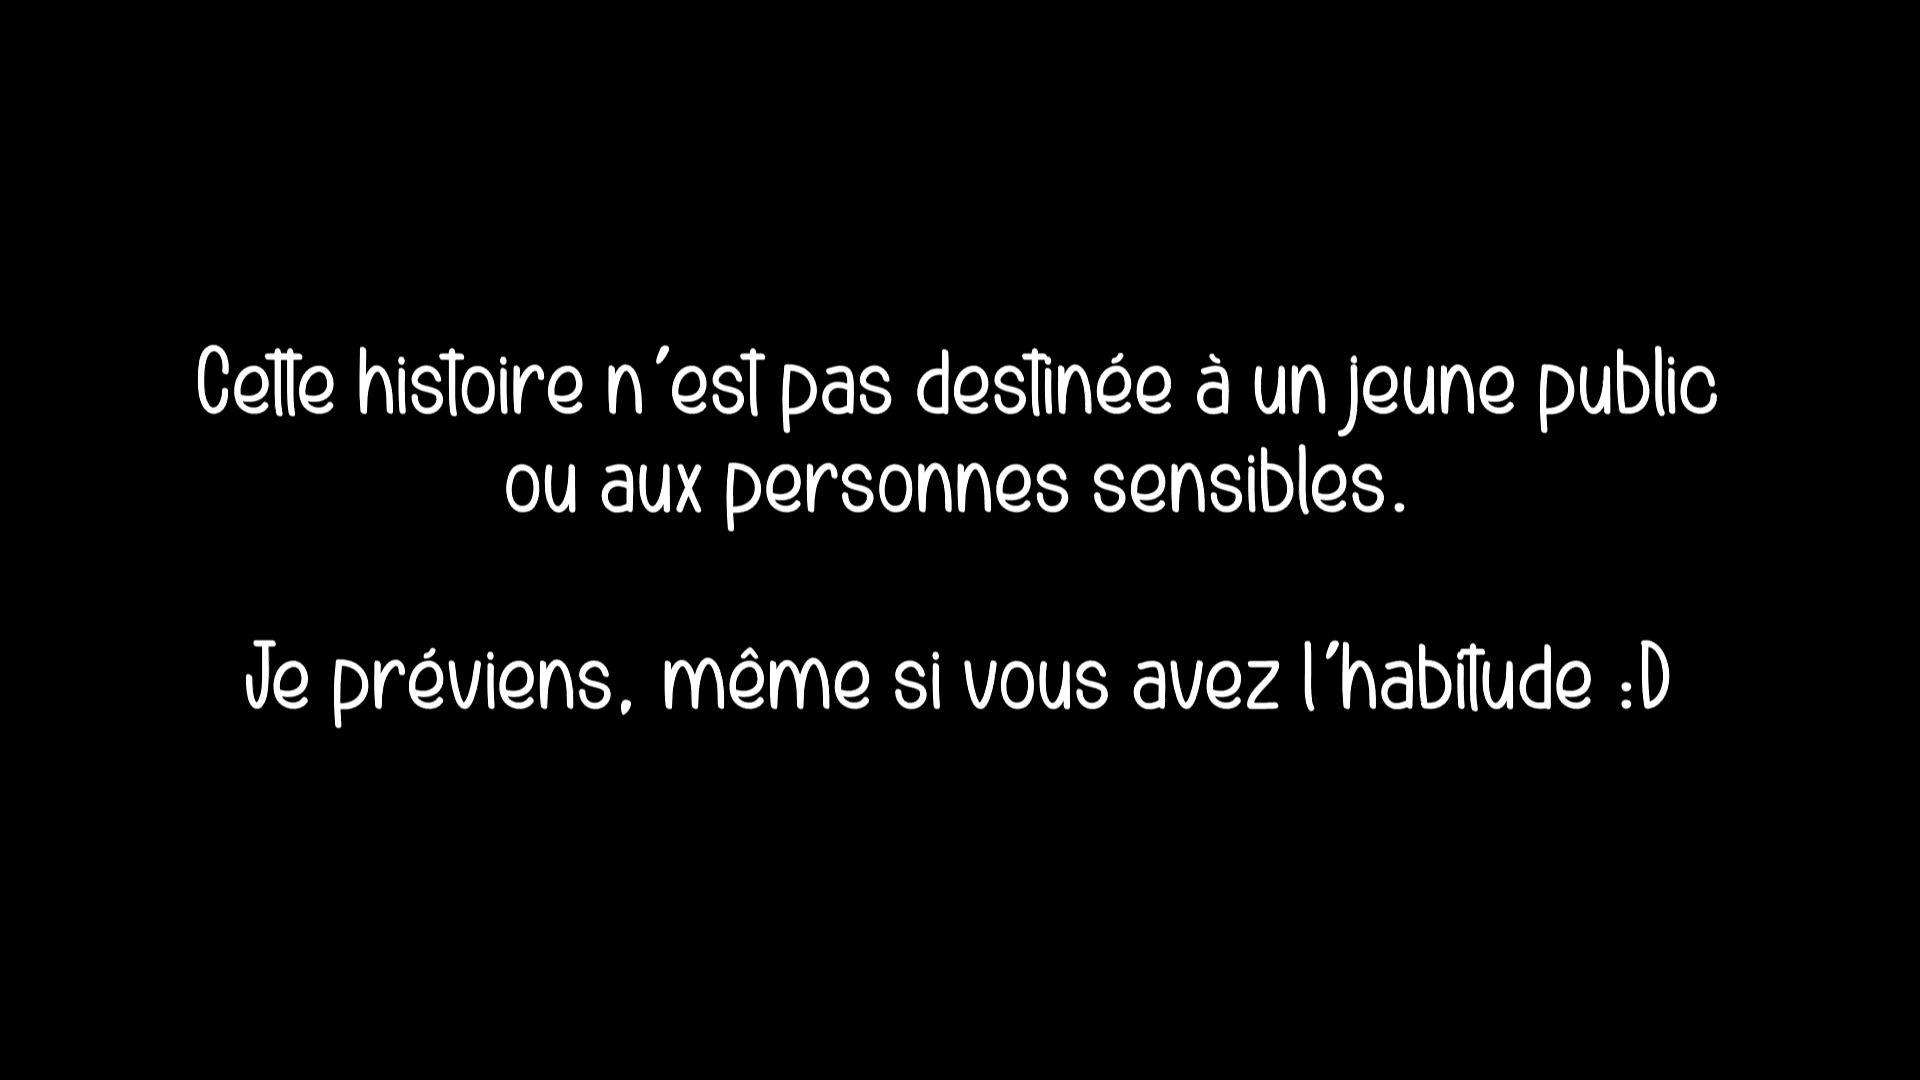 Cette histoire n'est pas destinée à un jeune public
ou aux personnes sensibles.
Je préviens, même si vous avez l'habitude :D